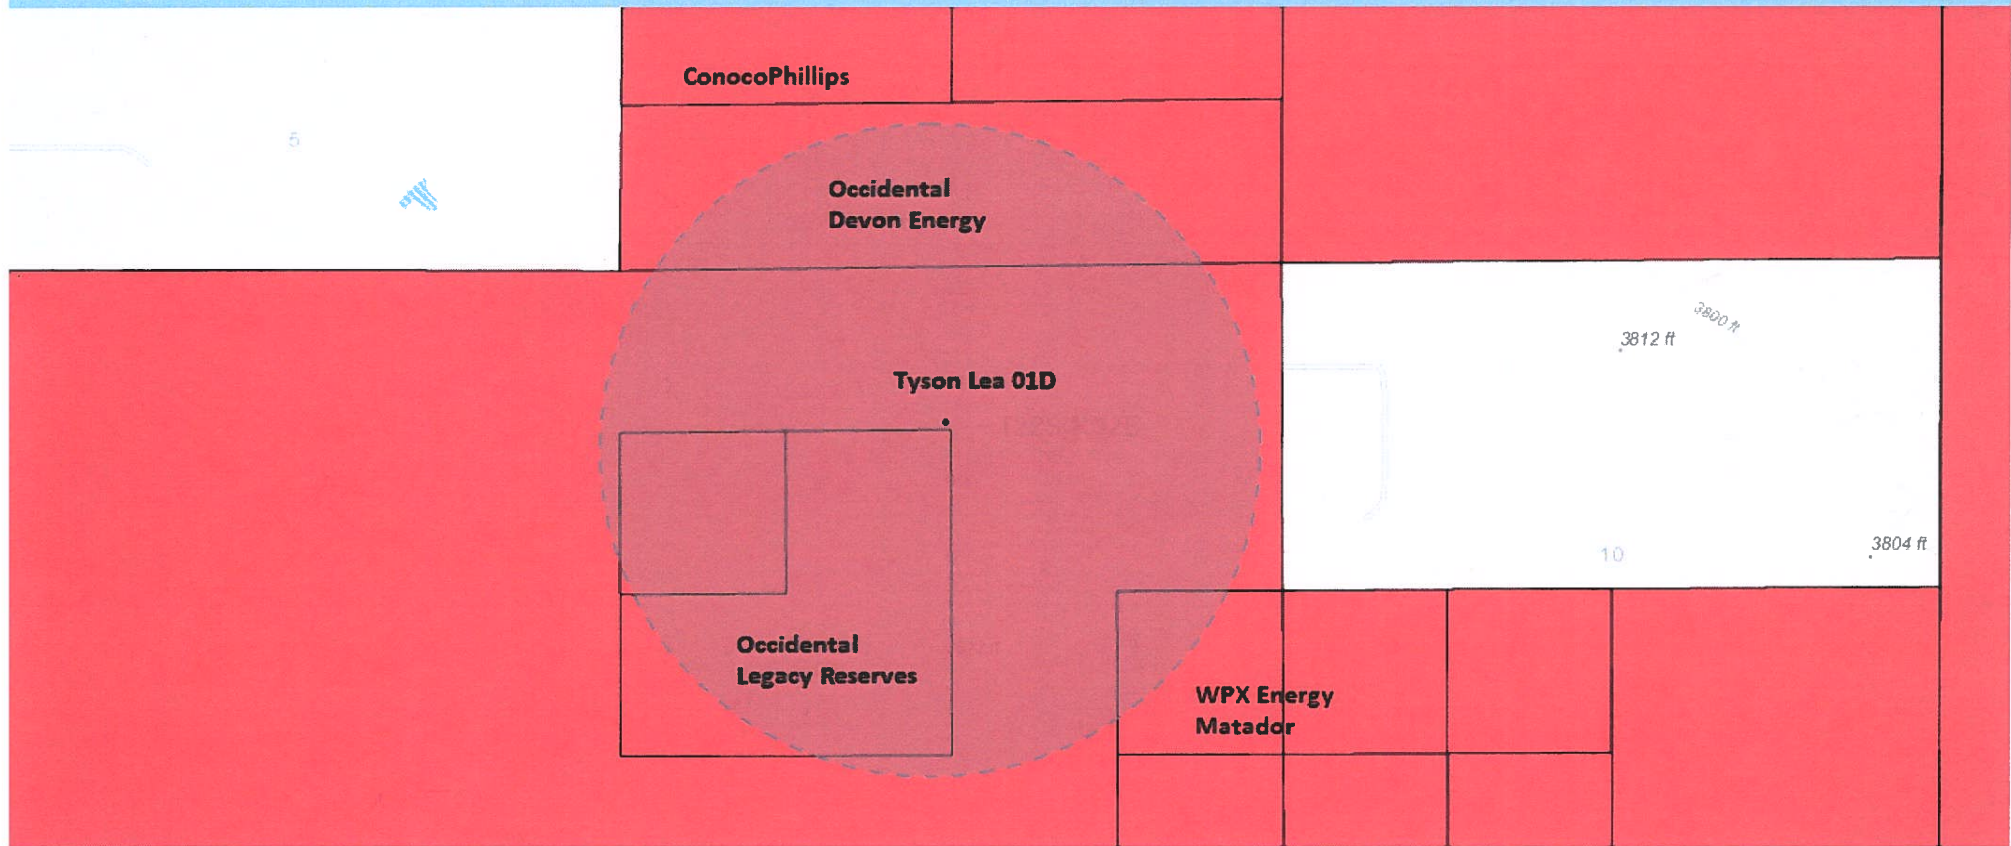 ConocoPhillips
5
Occidental
Devon Energy
3800 ft
3812 ft
Tyson Lea 01D
3804 ft
10
Occidental
Legacy Reserves
WPX Energy
Matador